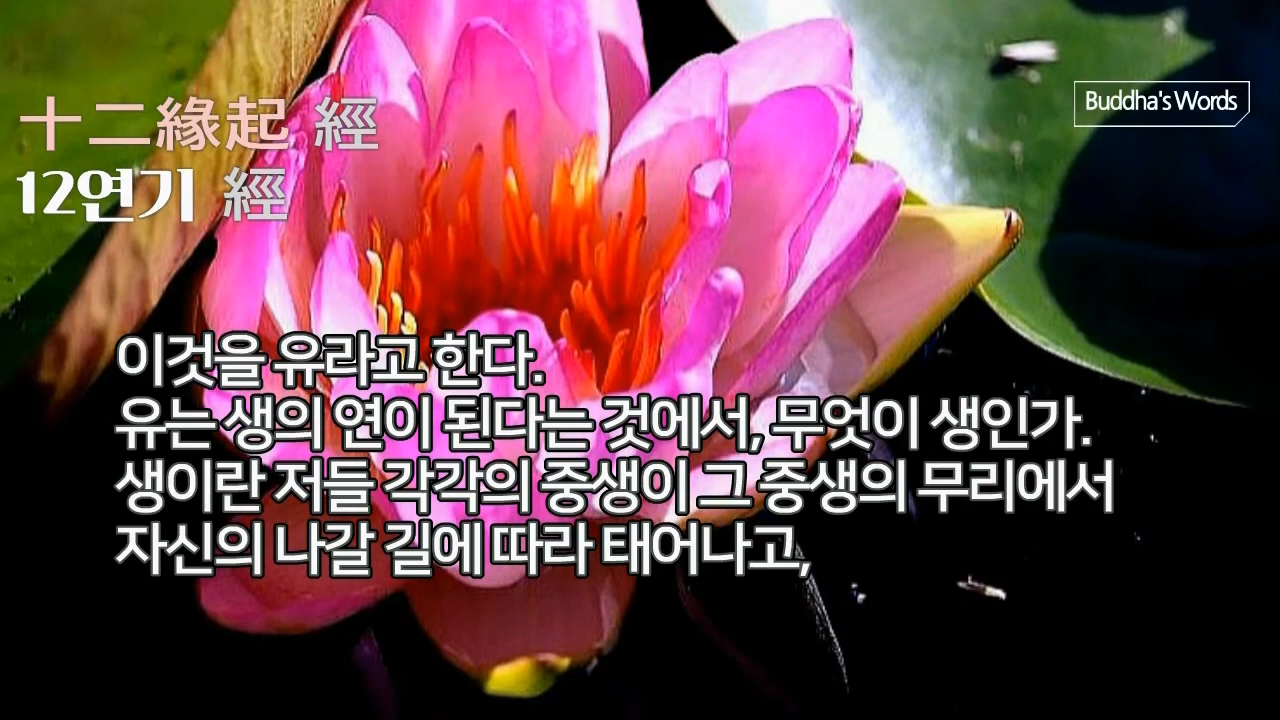 十二緣起 經
12연기 經
Buddha's Words
이것을 유라고 한다.
유는 생의 연이 된다는 것에서, 무엇이 생인가.
생이란 저들 각각의 중생이 그 중생의 무리에서
자신의 나갈 길에 따라 태어나고,